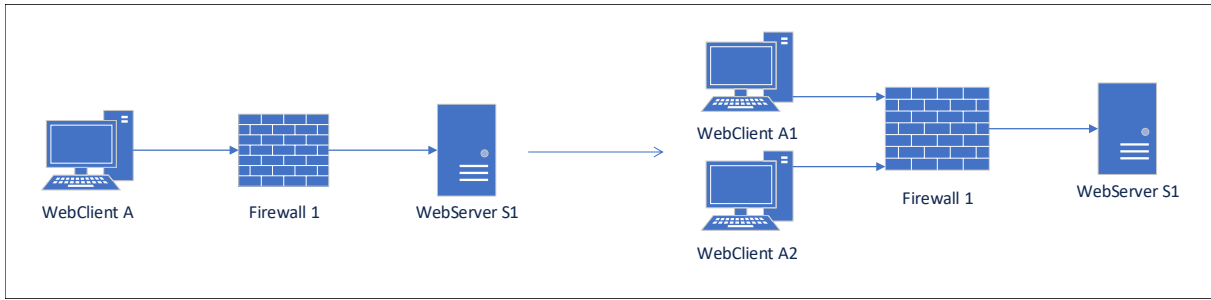 WebClient A
Firewall 1
WebServer S1
WebClient A1
WebClient A2
Firewall 1
WebServer S1